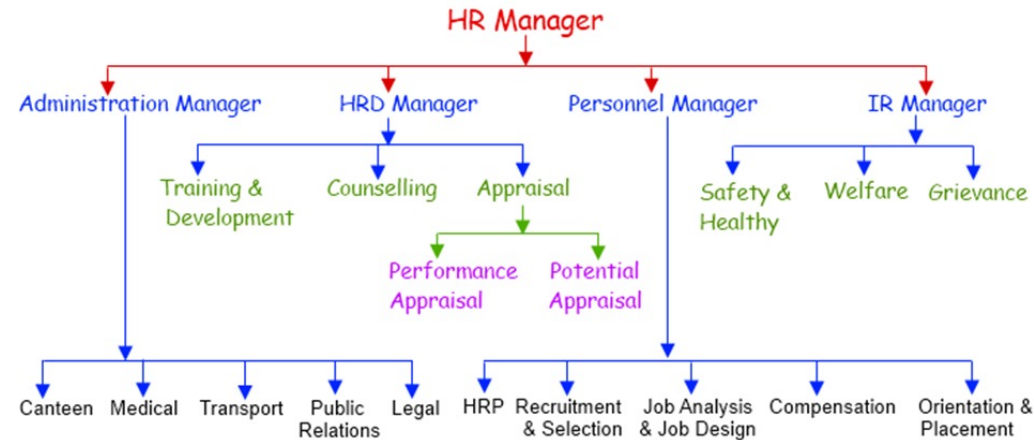 HR Manager
Administration Manager
HRD Manager
Personnel Manager
IR Manager
Training &
Development
Counselling
Appraisal
Safety &
Healthy
Welfare
Grievance
Performance
Appraisal
Potential
Appraisal
Canteen
Medical
Transport
Public
Relations
Legal
HRP
Recruitment
& Selection
Job Analysis
& Job Design
Compensation
Orientation &
Placement